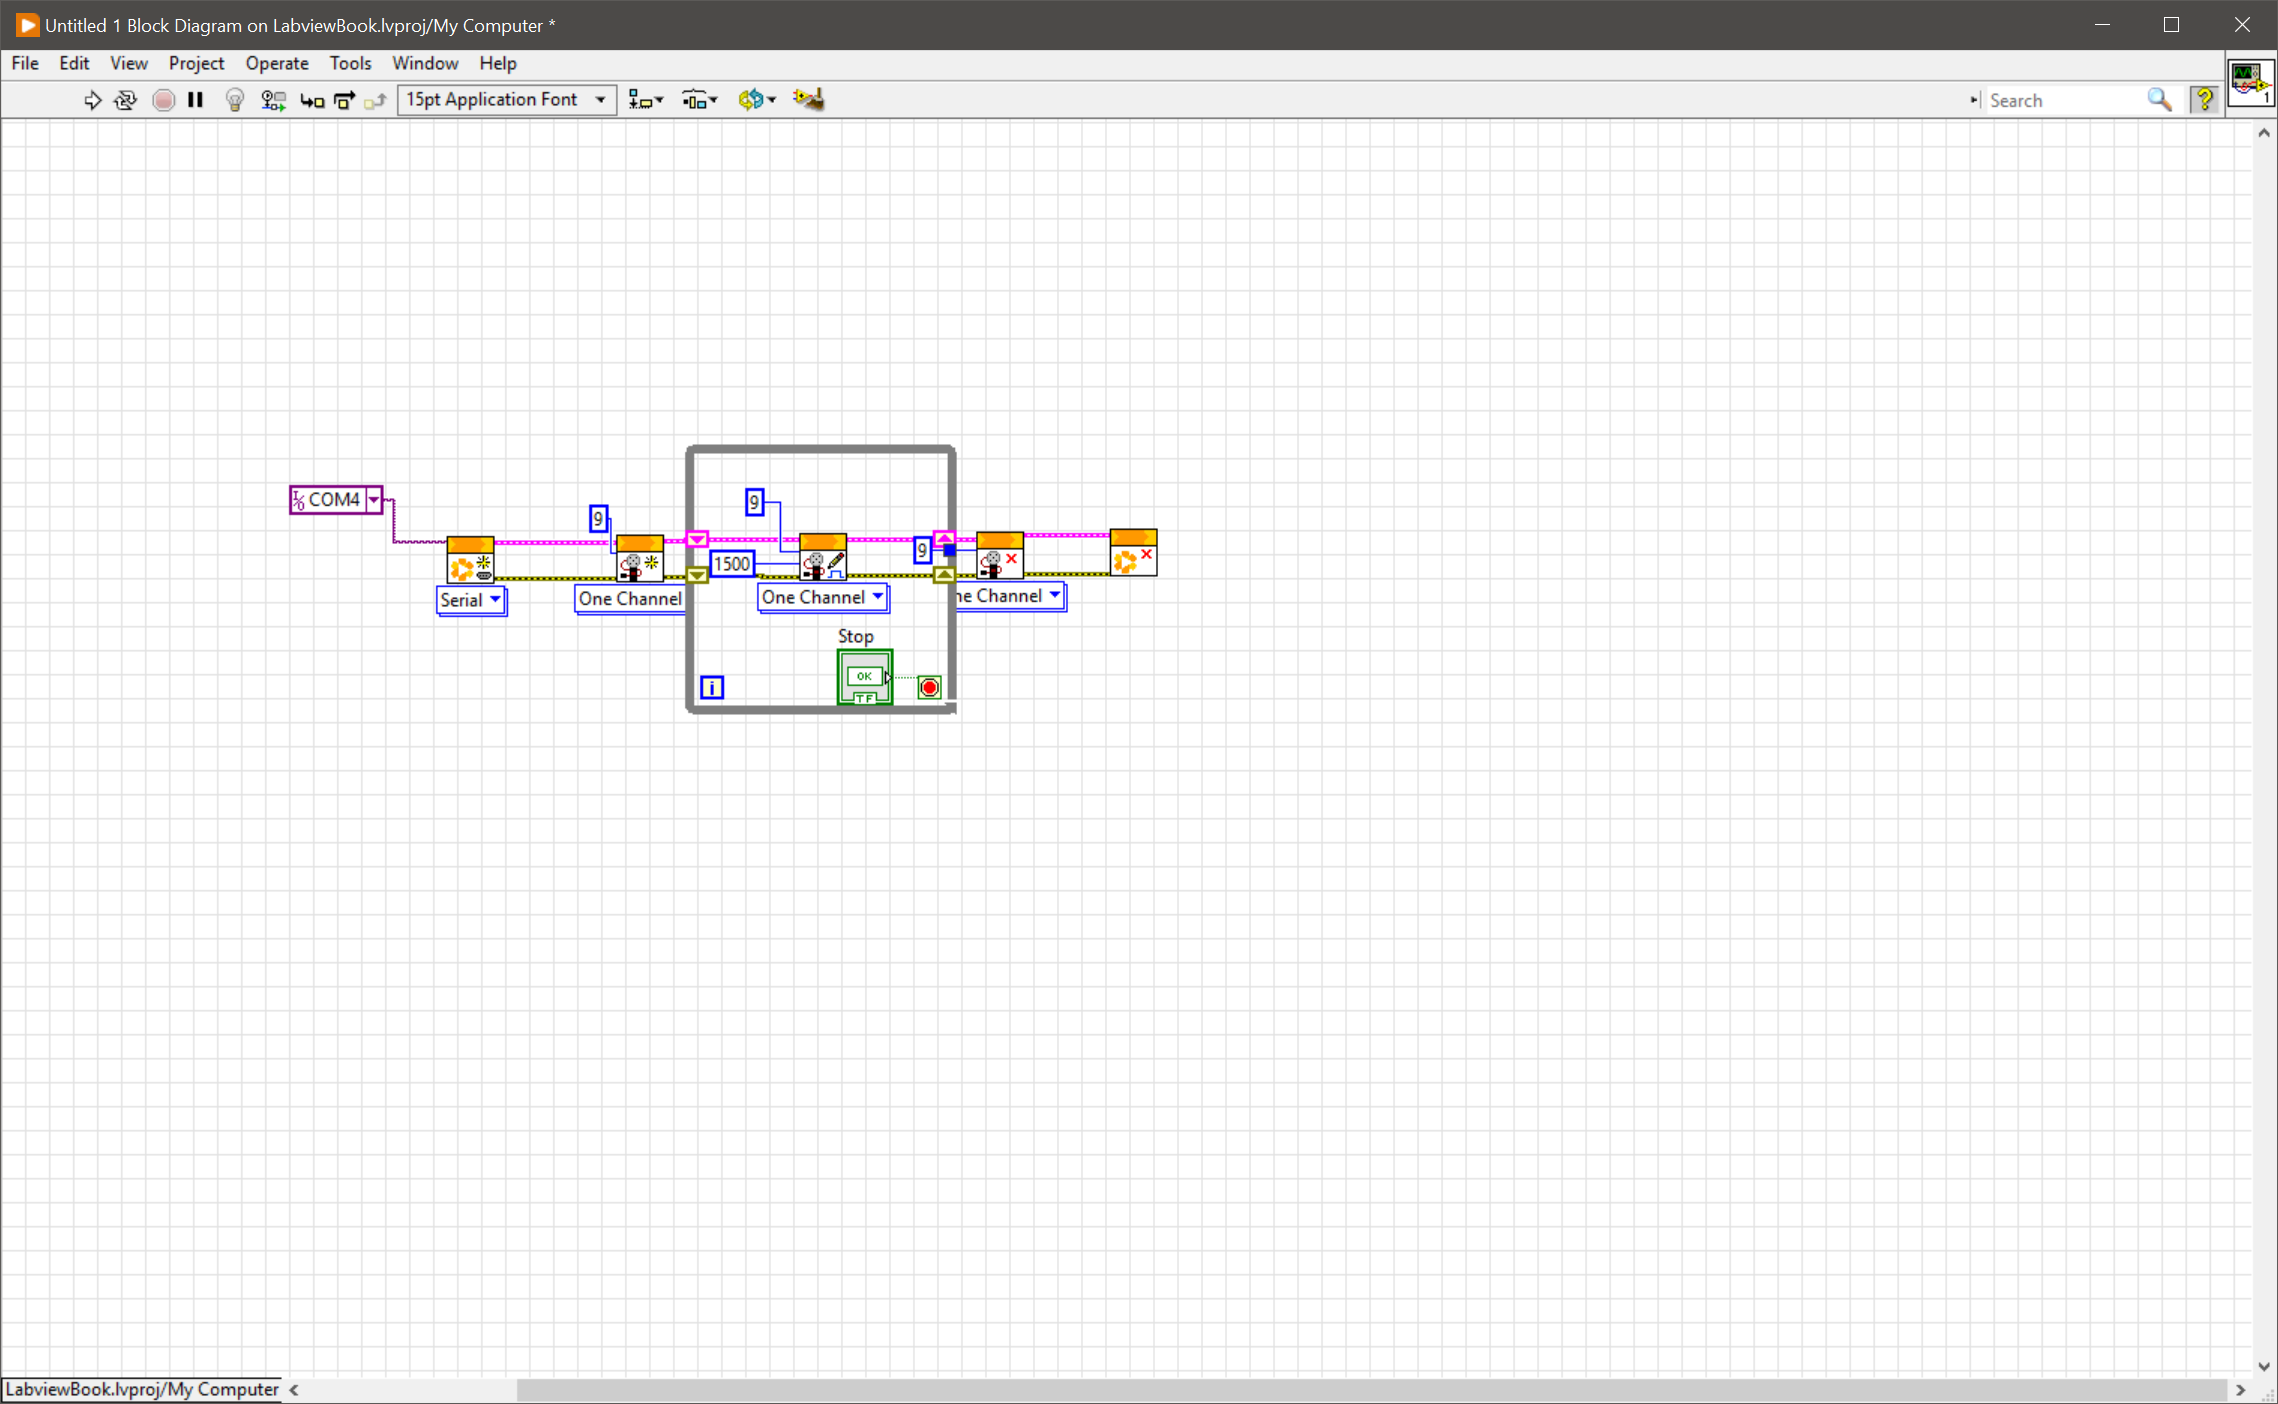 Untitled 1 Block Diagram on LabviewBook.lvproj/My Computer *
File Edit View Project Operate Tools Window Help
15pt Application Font
Search
?
1
COM4
9
9
9
1500
Serial
One Channel
One Channel
ne Channel
Stop
OK
TF
i
LabviewBook.lvproj/My Computer